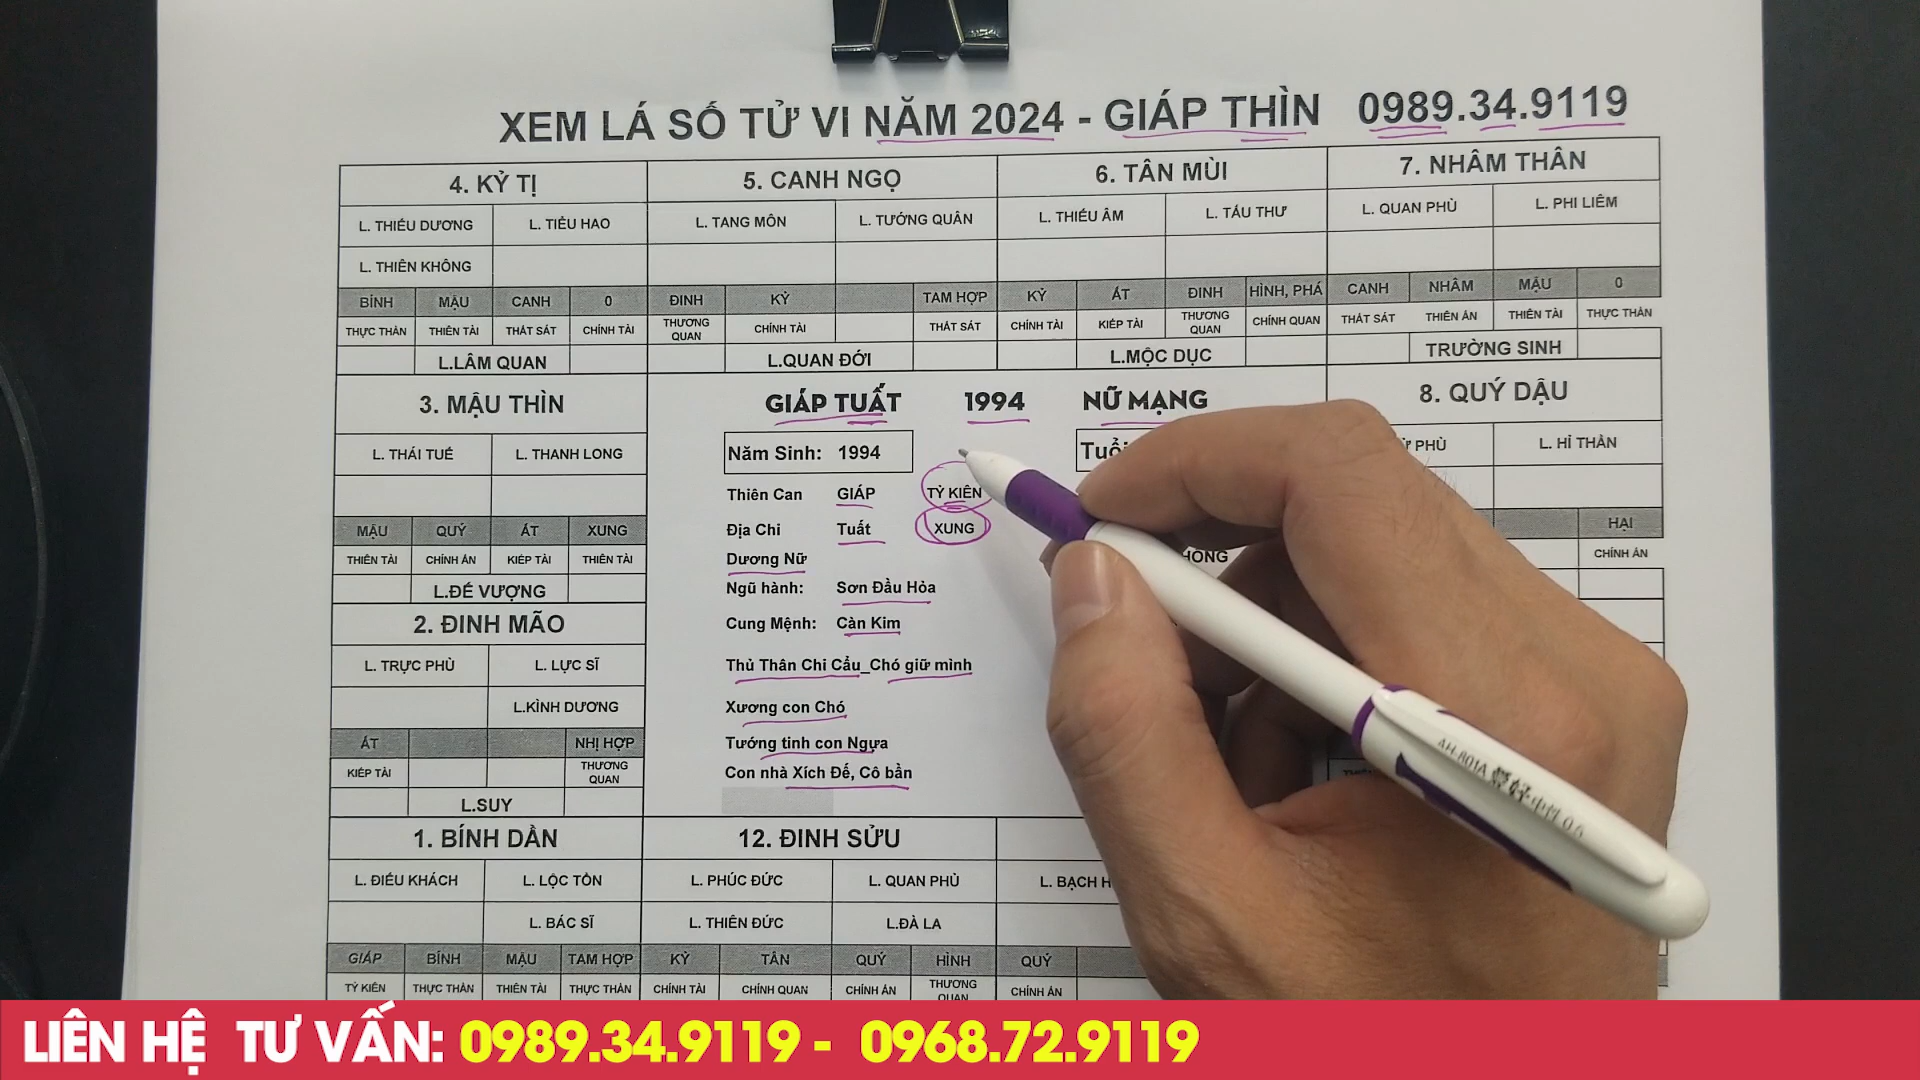 XEM LÁ SỐ TỬ VI NĂM 2024 - GIÁP THÌN 0989.34.9119
4. KỶ TỊ 5. CANH NGỌ 6. TÂN MÙI 7. NHÂM THÂN
L. THIẾU DƯƠNG L. TIỂU HAO L. TANG MÔN L. TƯỚNG QUÂN L. THIẾU ÂM L. TẤU THƯ L. QUAN PHÙ L. PHI LIÊM
L. THIÊN KHÔNG
BÍNH MẬU CANH 0 ĐINH KỶ TAM HỢP KỶ ẤT ĐINH HÌNH, PHÁ CANH NHÂM MẬU 0
THỰC THẦN THIÊN TÀI THẤT SÁT CHÍNH TÀI THƯƠNG QUAN CHÍNH TÀI THẤT SÁT CHÍNH TÀI KIẾP TÀI THƯƠNG QUAN CHÍNH QUAN THẤT SÁT THIÊN ẤN THIÊN TÀI THỰC THẦN
L.LÂM QUAN L.QUAN ĐỚI L.MỘC DỤC TRƯỜNG SINH
3. MẬU THÌN GIÁP TUẤT 1994 NỮ MẠNG 8. QUÝ DẬU
L. THÁI TUẾ L. THANH LONG Năm Sinh: 1994 Tuổi PHÙ L. HỈ THẦN
Thiên Can GIÁP TỶ KIÊN
MẬU QUÝ ẤT XUNG Địa Chi Tuất XUNG HẠI
THIÊN TÀI CHÍNH ẤN KIẾP TÀI THIÊN TÀI Dương Nữ CHÍNH ẤN
L.ĐẾ VƯỢNG Ngũ hành: Sơn Đầu Hỏa
2. ĐINH MÃO Cung Mệnh: Càn Kim
L. TRỰC PHÙ L. LỰC SĨ Thủ Thân Chi Cẩu_Chó giữ mình
L.KÌNH DƯƠNG Xương con Chó
ẤT NHỊ HỢP Tướng tinh con Ngựa
KIẾP TÀI THƯƠNG QUAN Con nhà Xích Đế, Cô bần
L.SUY
1. BÍNH DẦN 12. ĐINH SỬU
L. ĐIẾU KHÁCH L. LỘC TỒN L. PHÚC ĐỨC L. QUAN PHỦ L. BẠCH H
L. BÁC SĨ L. THIÊN ĐỨC L.ĐÀ LA
GIÁP BÍNH MẬU TAM HỢP KỶ TÂN QUÝ HÌNH QUÝ
TỶ KIÊN THỰC THẦN THIÊN TÀI THỰC THẦN CHÍNH TÀI CHÍNH QUAN CHÍNH ẤN THƯƠNG QUAN CHÍNH ẤN
AH-801A
LIÊN HỆ TƯ VẤN: 0989.34.9119 - 0968.72.9119